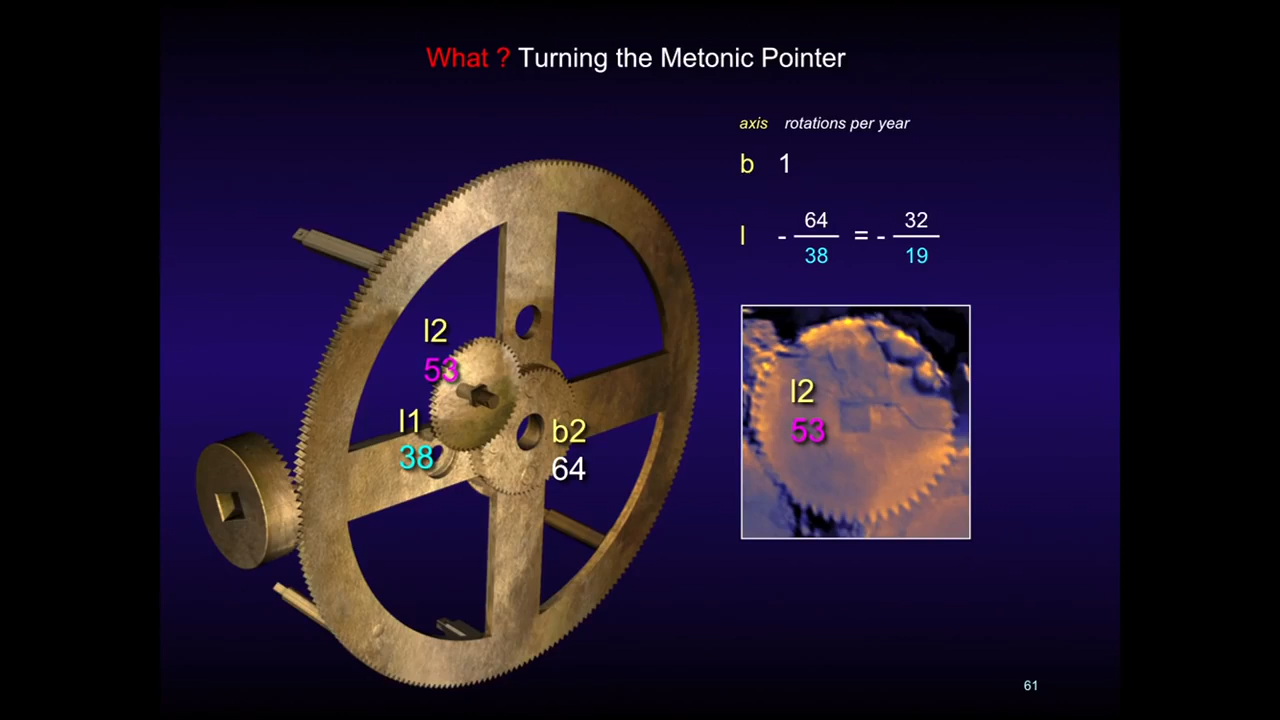 What ? Turning the Metonic Pointer
axis rotations per year
b 1
l - 64/38 = - 32/19
l2
53
l1
38
b2
64
l2
53
61